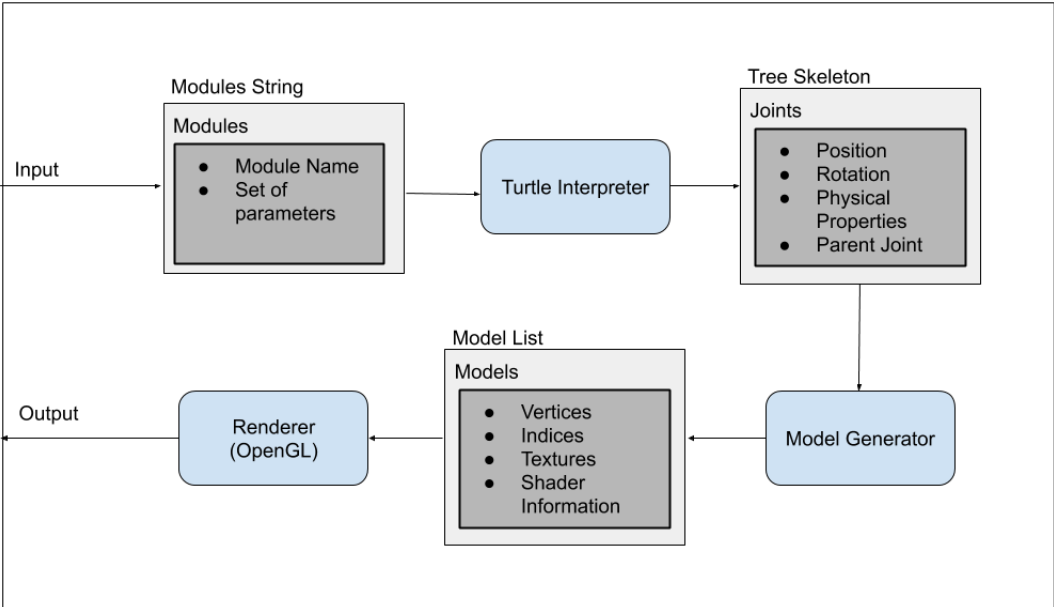 Modules String
Modules
● Module Name
● Set of
parameters
Input
Turtle Interpreter
Tree Skeleton
Joints
● Position
● Rotation
● Physical
Properties
● Parent Joint
Model Generator
Model List
Models
● Vertices
● Indices
● Textures
● Shader
Information
Renderer
(OpenGL)
Output